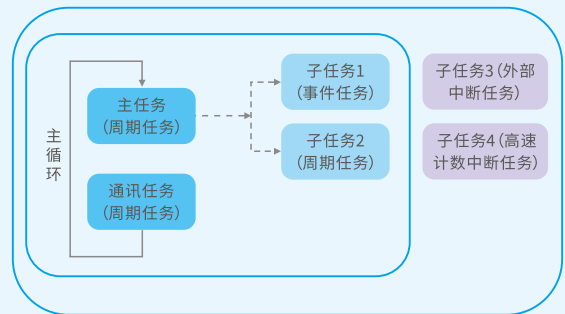 主循环
主任务
（周期任务）
通讯任务
（周期任务）
子任务1
（事件任务）
子任务2
（周期任务）
子任务3（外部
中断任务）
子任务4（高速
计数中断任务）